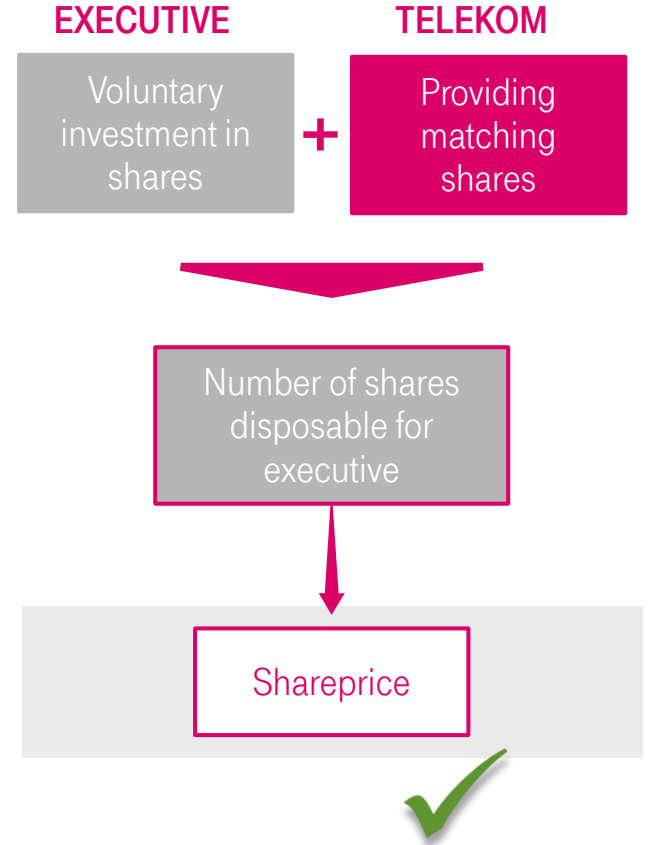 EXECUTIVE
TELEKOM
Voluntary
investment in
shares
+
Providing
matching
shares
Number of shares
disposable for
executive
Shareprice